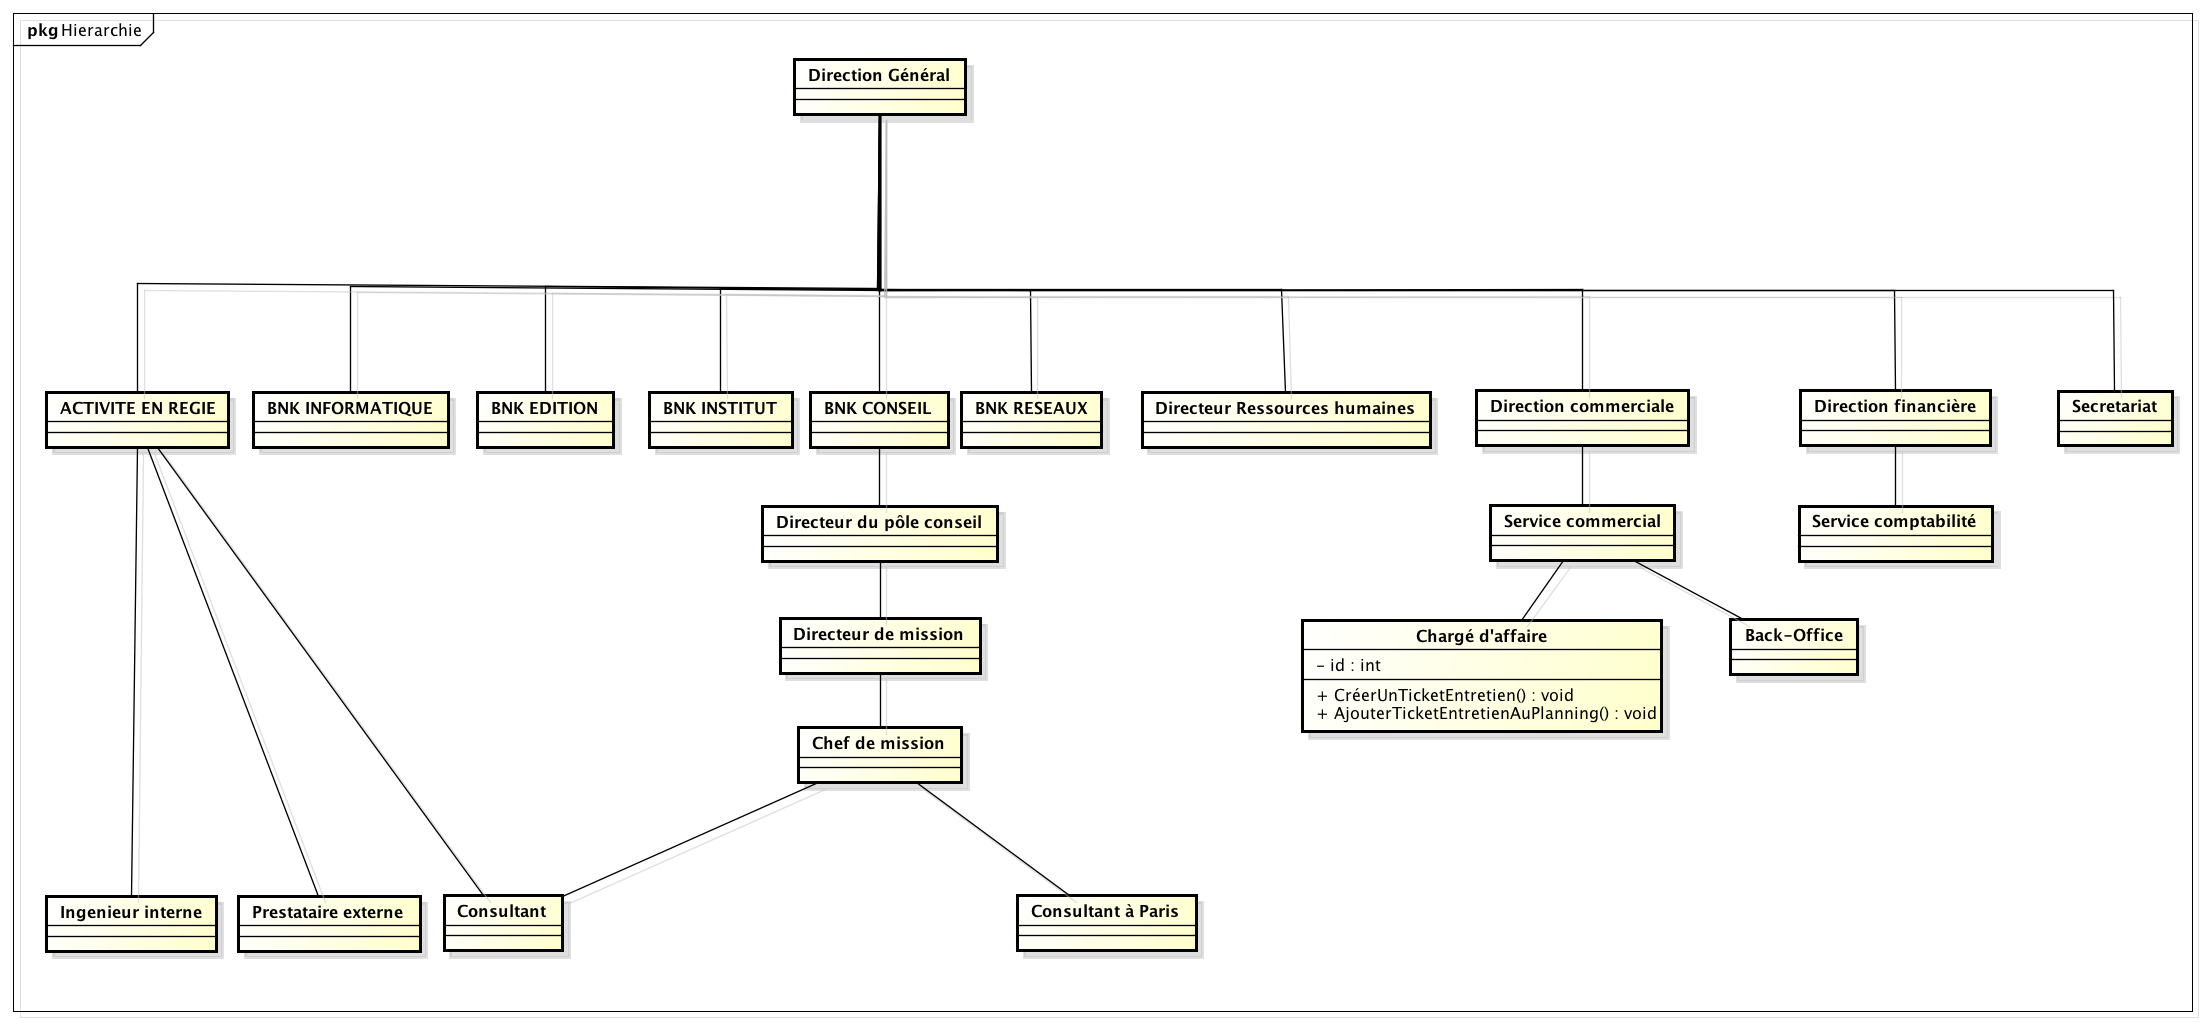 pkg Hierarchie
Direction Général
ACTIVITE EN REGIE
BNK INFORMATIQUE
BNK EDITION
BNK INSTITUT
BNK CONSEIL
BNK RESEAUX
Directeur Ressources humaines
Direction commerciale
Direction financière
Secretariat
Directeur du pôle conseil
Service commercial
Service comptabilité
Directeur de mission
Chargé d'affaire
- id : int
+ CréerUnTicketEntretien() : void
+ AjouterTicketEntretienAuPlanning() : void
Back-Office
Chef de mission
Ingenieur interne
Prestataire externe
Consultant
Consultant à Paris